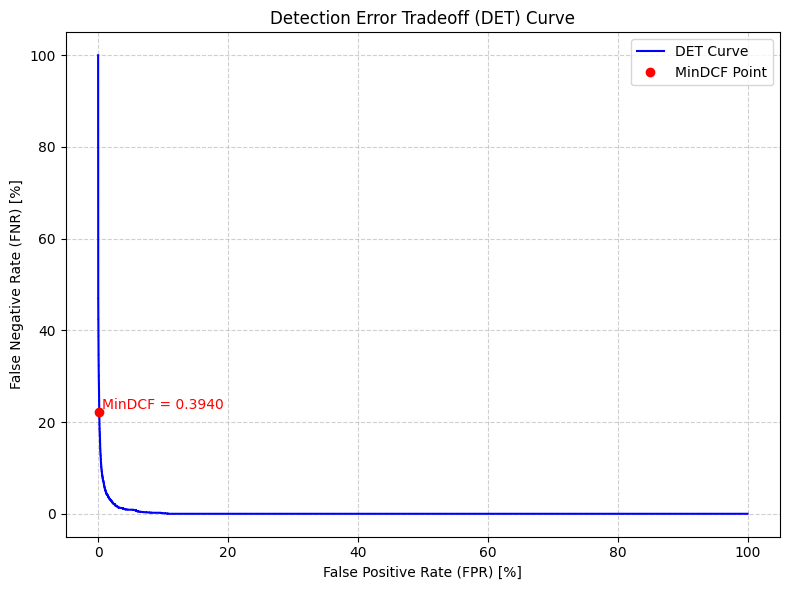 Detection Error Tradeoff (DET) Curve
DET Curve
MinDCF Point
False Negative Rate (FNR) [%]
100
80
60
40
20
0
MinDCF = 0.3940
0 20 40 60 80 100
False Positive Rate (FPR) [%]